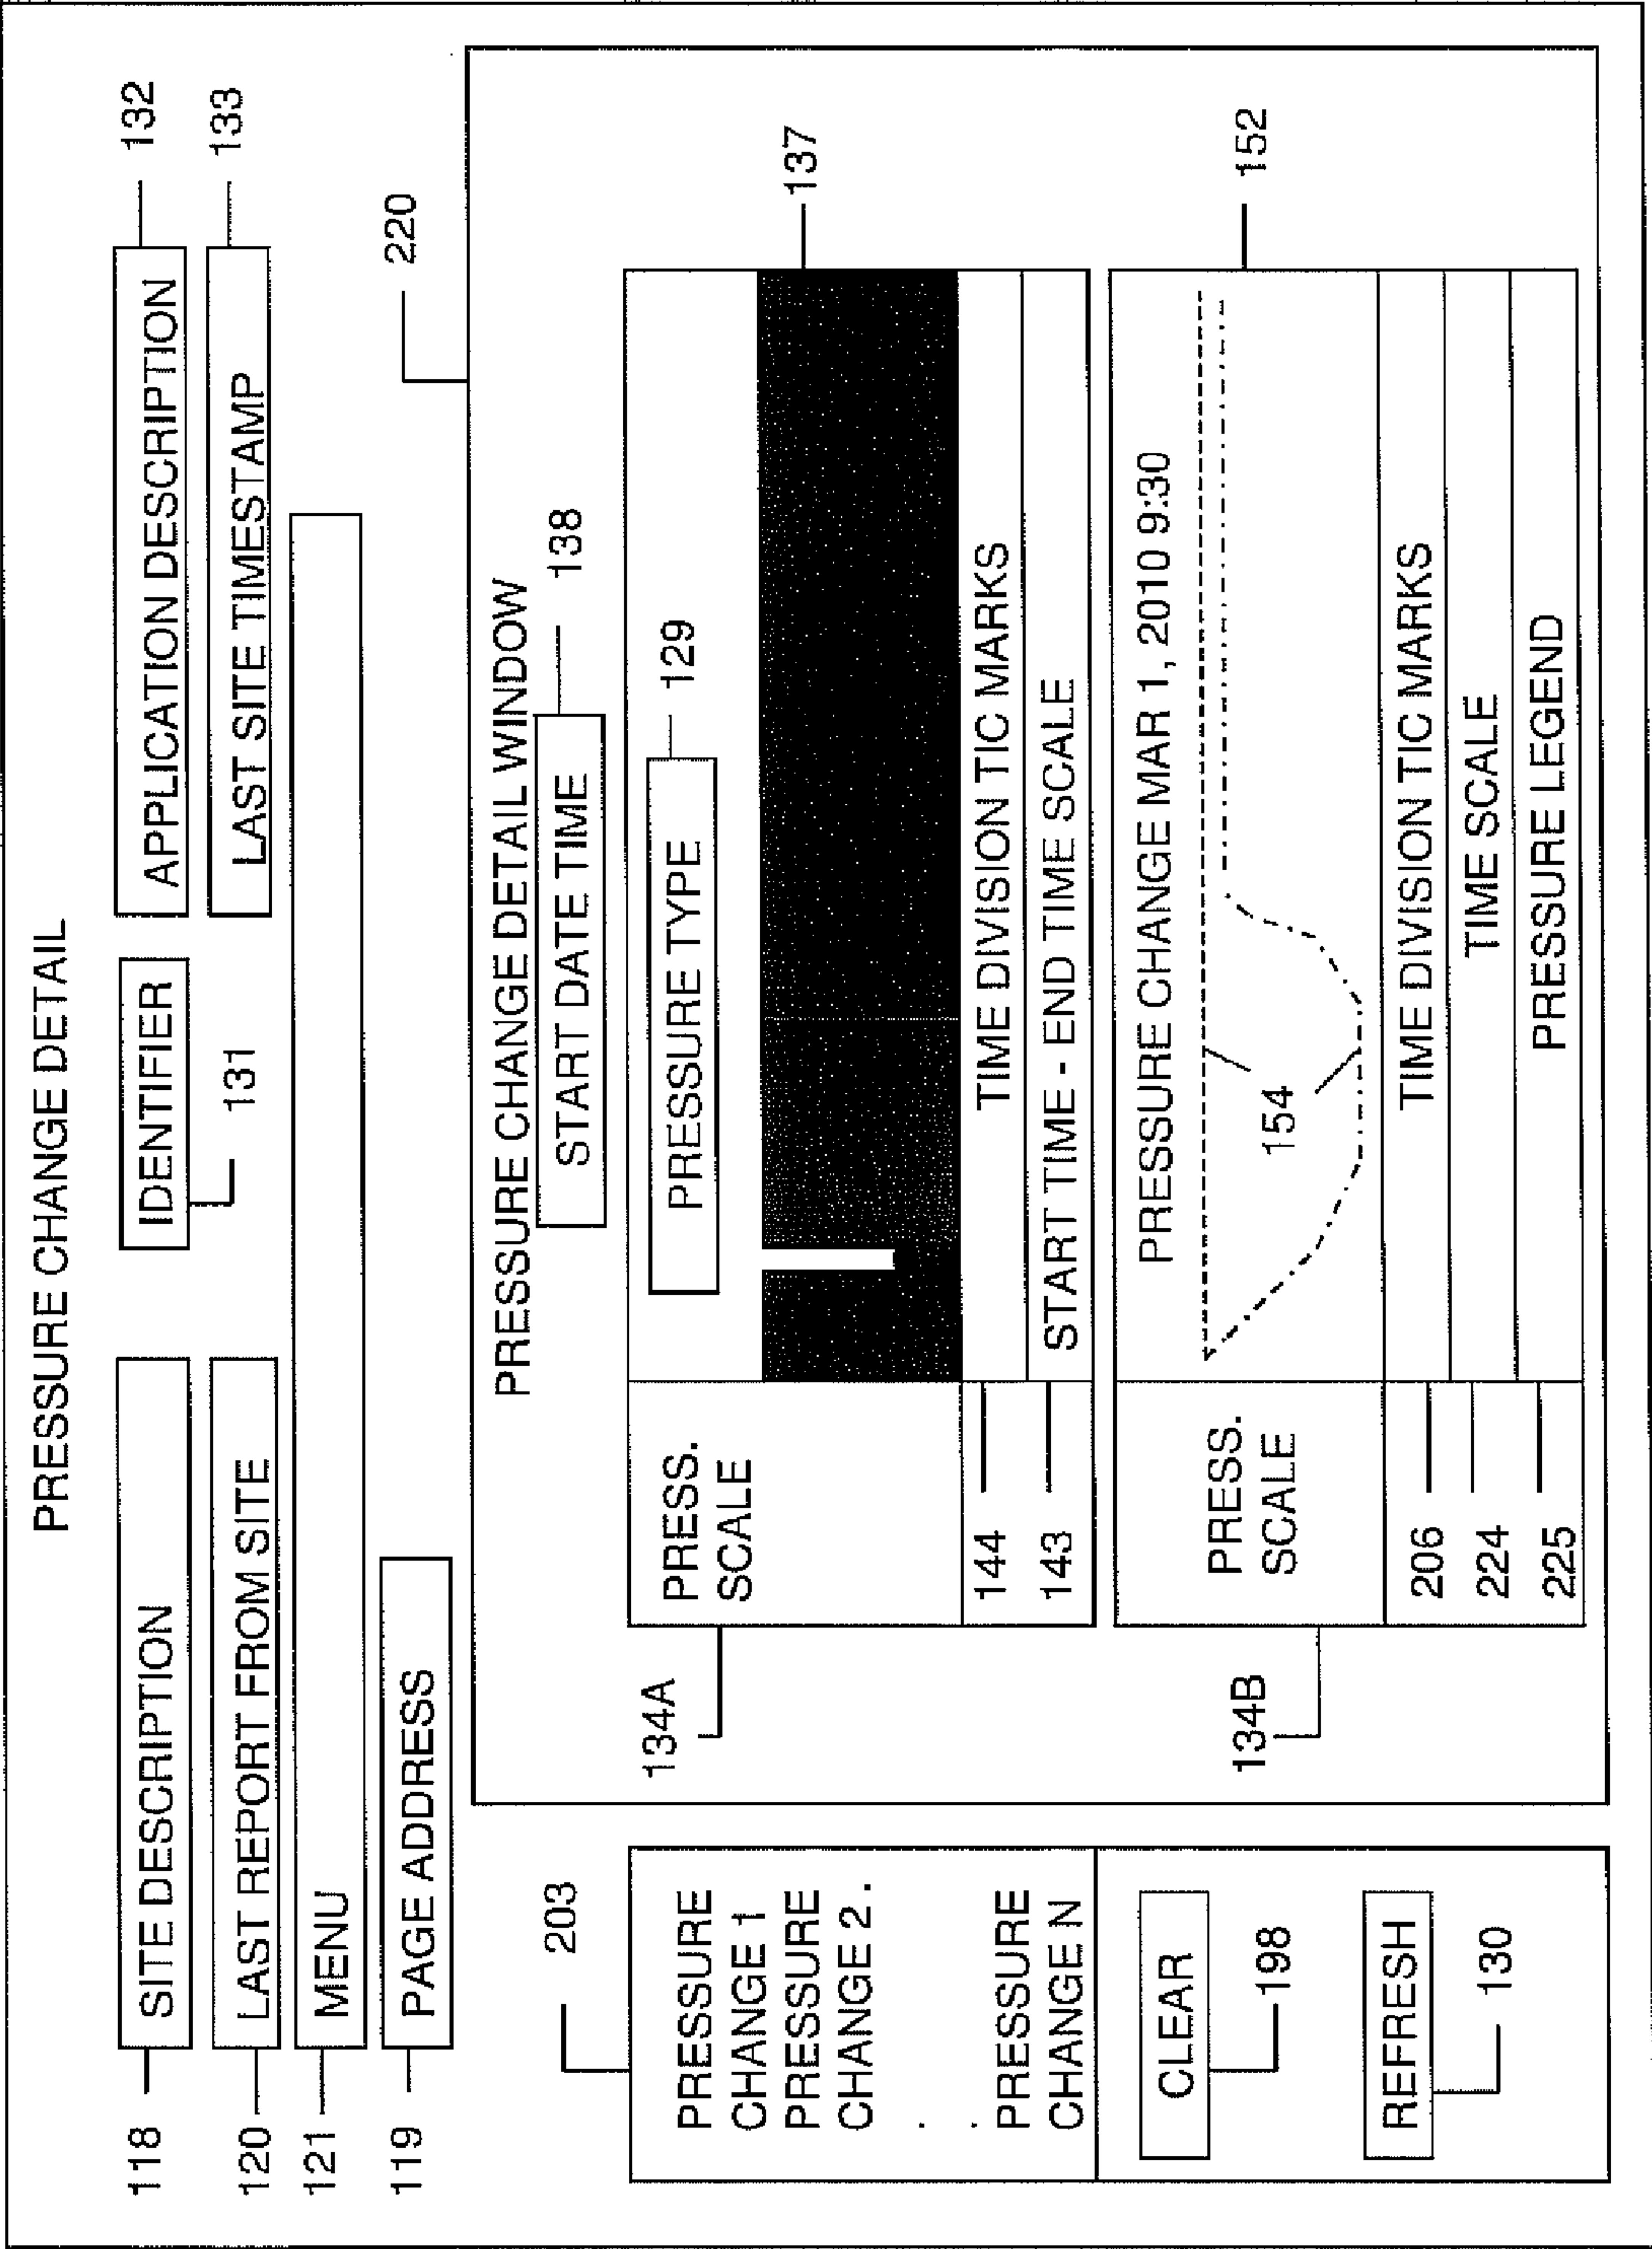 PRESSURE CHANGE DETAIL
118
SITE DESCRIPTION
IDENTIFIER
131
APPLICATION DESCRIPTION
132
120
LAST REPORT FROM SITE
LAST SITE TIMESTAMP
133
121
MENU
119
PAGE ADDRESS
220
203
PRESSURE
CHANGE 1
PRESSURE
CHANGE 2 .
.
.
PRESSURE
CHANGE N
CLEAR
198
REFRESH
130
PRESSURE CHANGE DETAIL WINDOW
START DATE TIME
138
134A
PRESS.
SCALE
PRESSURE TYPE
129
137
144
TIME DIVISION TIC MARKS
143
START TIME - END TIME SCALE
134B
PRESS.
SCALE
PRESSURE CHANGE MAR 1, 2010 9:30
152
154
206
TIME DIVISION TIC MARKS
224
TIME SCALE
225
PRESSURE LEGEND